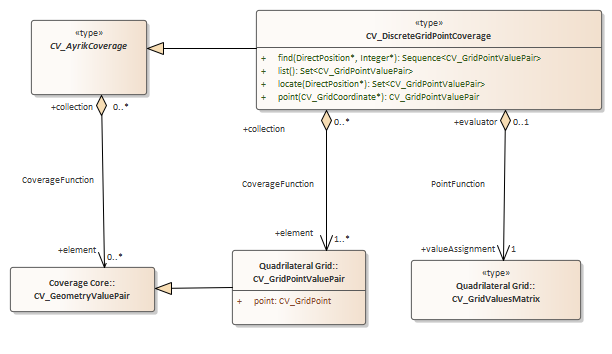 «type»
CV_AyrikCoverage
«type»
CV_DiscreteGridPointCoverage
+ find(DirectPosition*, Integer*): Sequence<CV_GridPointValuePair>
+ list(): Set<CV_GridPointValuePair>
+ locate(DirectPosition*): Set<CV_GridPointValuePair>
+ point(CV_GridCoordinate*): CV_GridPointValuePair
+collection 0..*
+collection 0..*
+evaluator 0..1
CoverageFunction
CoverageFunction
PointFunction
+element 0..*
+element 1..*
+valueAssignment 1
Coverage Core::
CV_GeometryValuePair
Quadrilateral Grid::
CV_GridPointValuePair
+ point: CV_GridPoint
«type»
Quadrilateral Grid::
CV_GridValuesMatrix